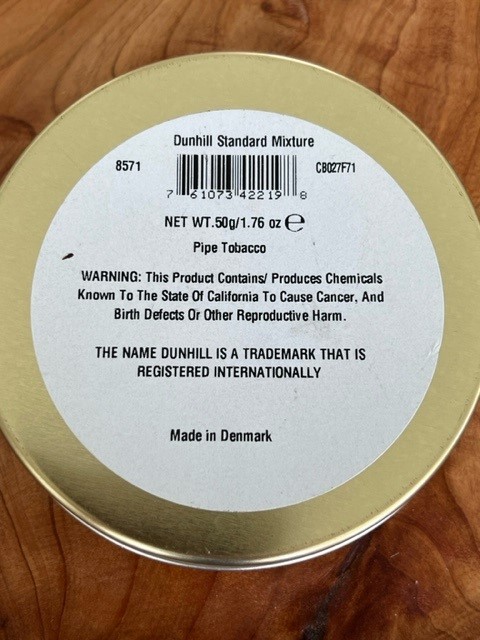 Dunhill Standard Mixture
8571
CB027F71
7 61073 42219 8
NET WT.50g/1.76 oz ℮
Pipe Tobacco
WARNING: This Product Contains/ Produces Chemicals
Known To The State Of California To Cause Cancer, And
Birth Defects Or Other Reproductive Harm.
THE NAME DUNHILL IS A TRADEMARK THAT IS
REGISTERED INTERNATIONALLY
Made in Denmark